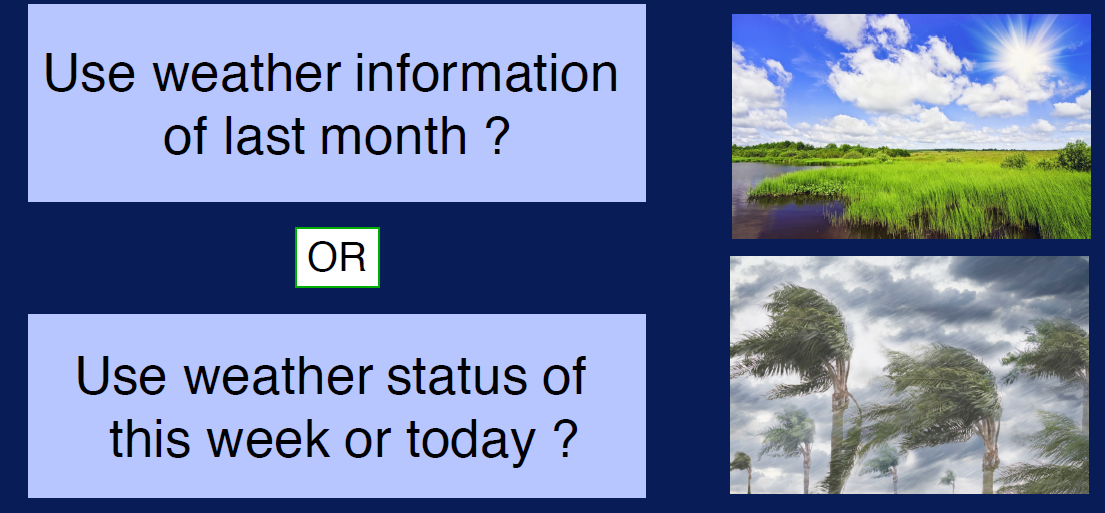 Use weather information
of last month ?
OR
Use weather status of
this week or today ?